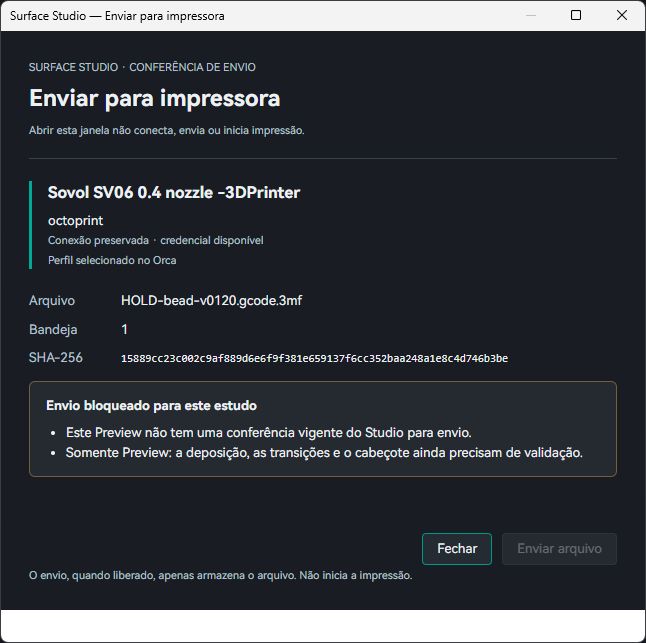 Surface Studio — Enviar para impressora
SURFACE STUDIO · CONFERÊNCIA DE ENVIO
Enviar para impressora
Abrir esta janela não conecta, envia ou inicia impressão.
Sovol SV06 0.4 nozzle -3DPrinter
octoprint
Conexão preservada · credencial disponível
Perfil selecionado no Orca
Arquivo HOLD-bead-v0120.gcode.3mf
Bandeja 1
SHA-256 15889cc23c002c9af889d6e6f9f381e659137f6cc352baa248a1e8c4d746b3be
Envio bloqueado para este estudo
• Este Preview não tem uma conferência vigente do Studio para envio.
• Somente Preview: a deposição, as transições e o cabeçote ainda precisam de validação.
Fechar Enviar arquivo
O envio, quando liberado, apenas armazena o arquivo. Não inicia a impressão.